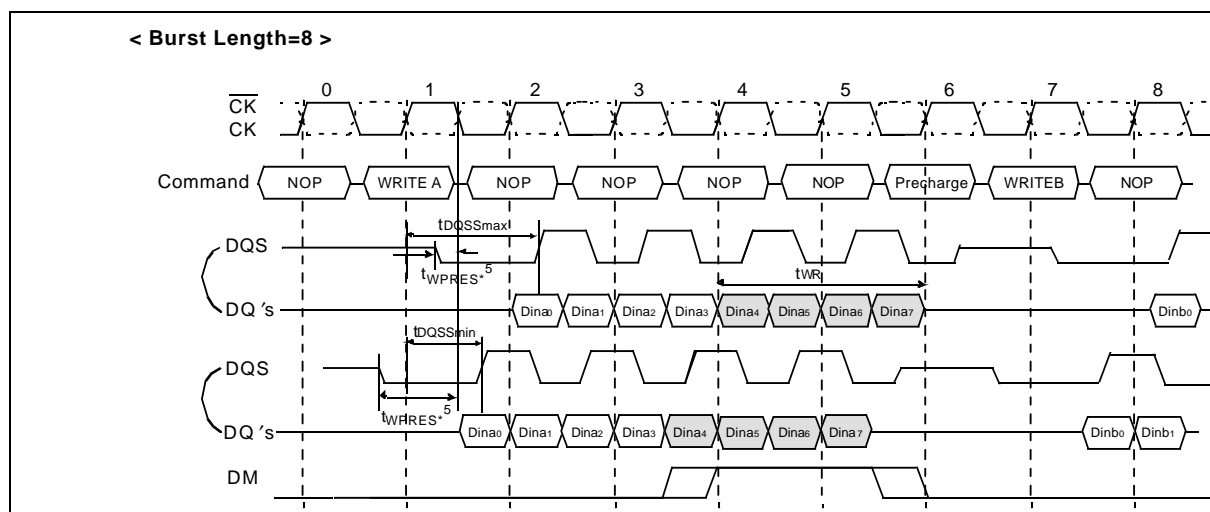 < Burst Length=8 >
0 1 2 3 4 5 6 7 8
CK
CK
Command NOP WRITE A NOP NOP NOP NOP Precharge WRITEB NOP
tDQSSmax
DQS
tWPRES*5
tWR
DQ's Dina0 Dina1 Dina2 Dina3 Dina4 Dina5 Dina6 Dina7 Dinb0
tDQSSmin
DQS
tWPRES*5
DQ's Dina0 Dina1 Dina2 Dina3 Dina4 Dina5 Dina6 Dina7 Dinb0 Dinb1
DM